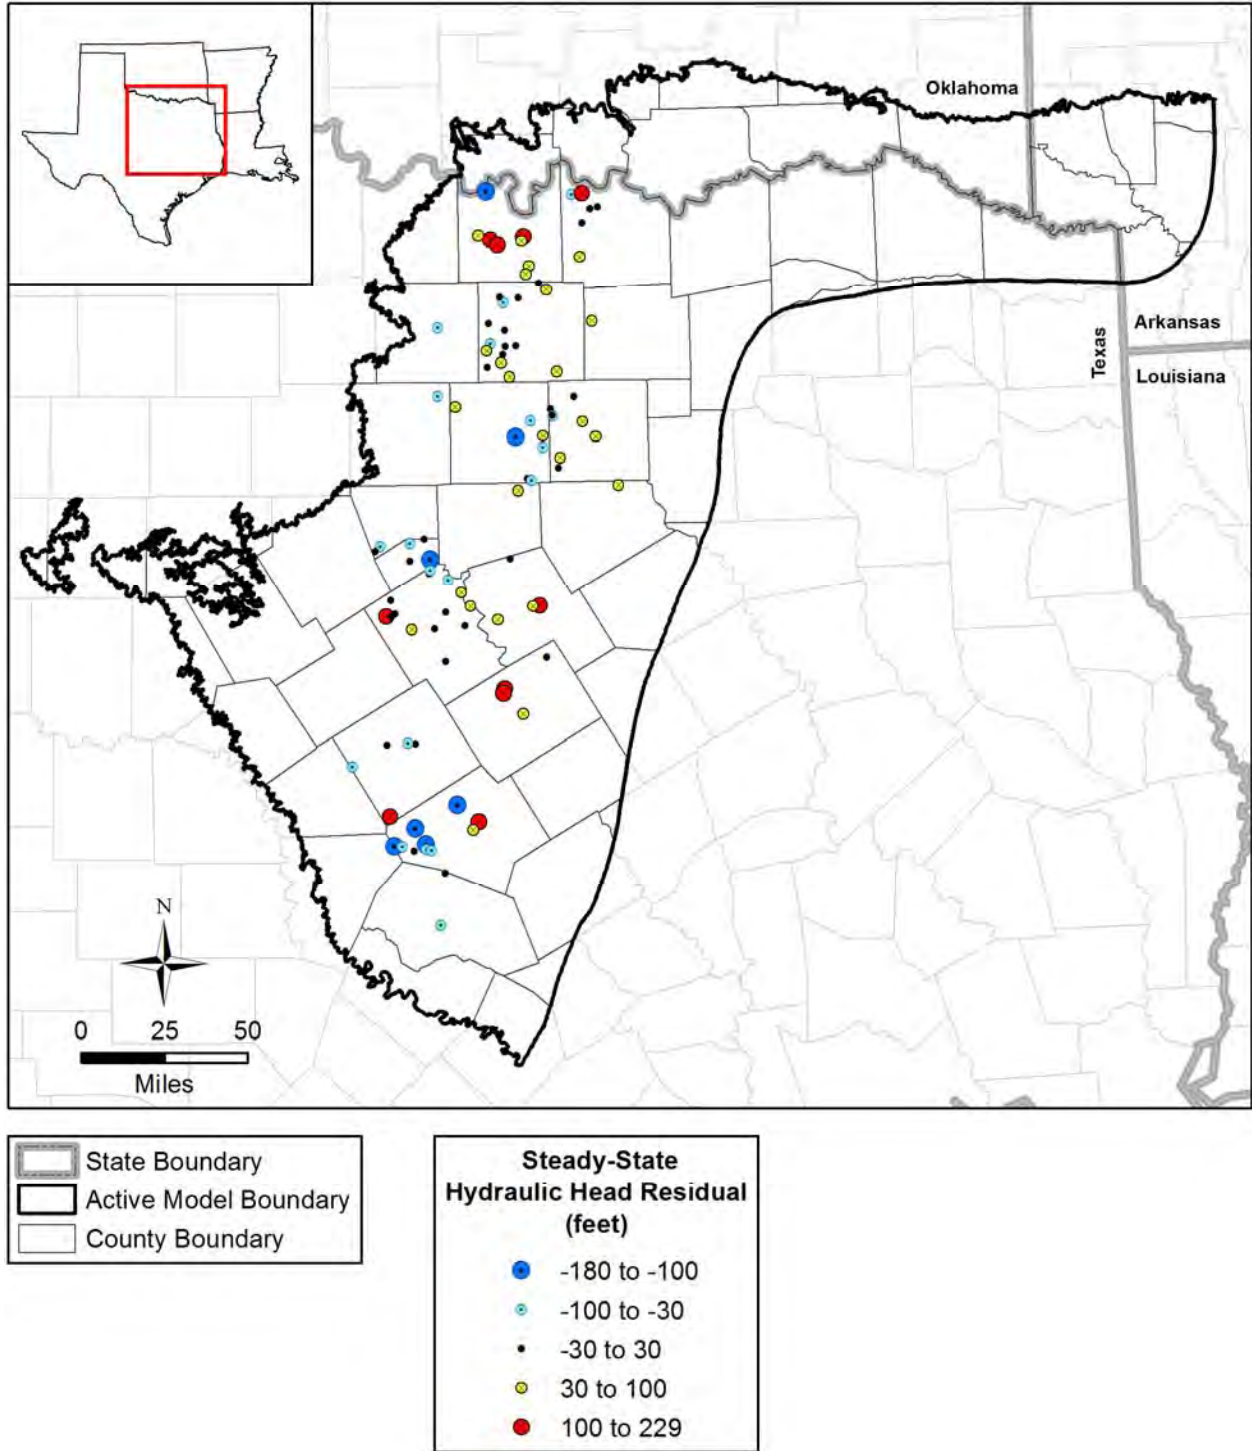 Oklahoma
Arkansas
Texas
Louisiana
N
0 25 50
Miles
State Boundary
Active Model Boundary
County Boundary
Steady-State
Hydraulic Head Residual
(feet)
-180 to -100
-100 to -30
-30 to 30
30 to 100
100 to 229